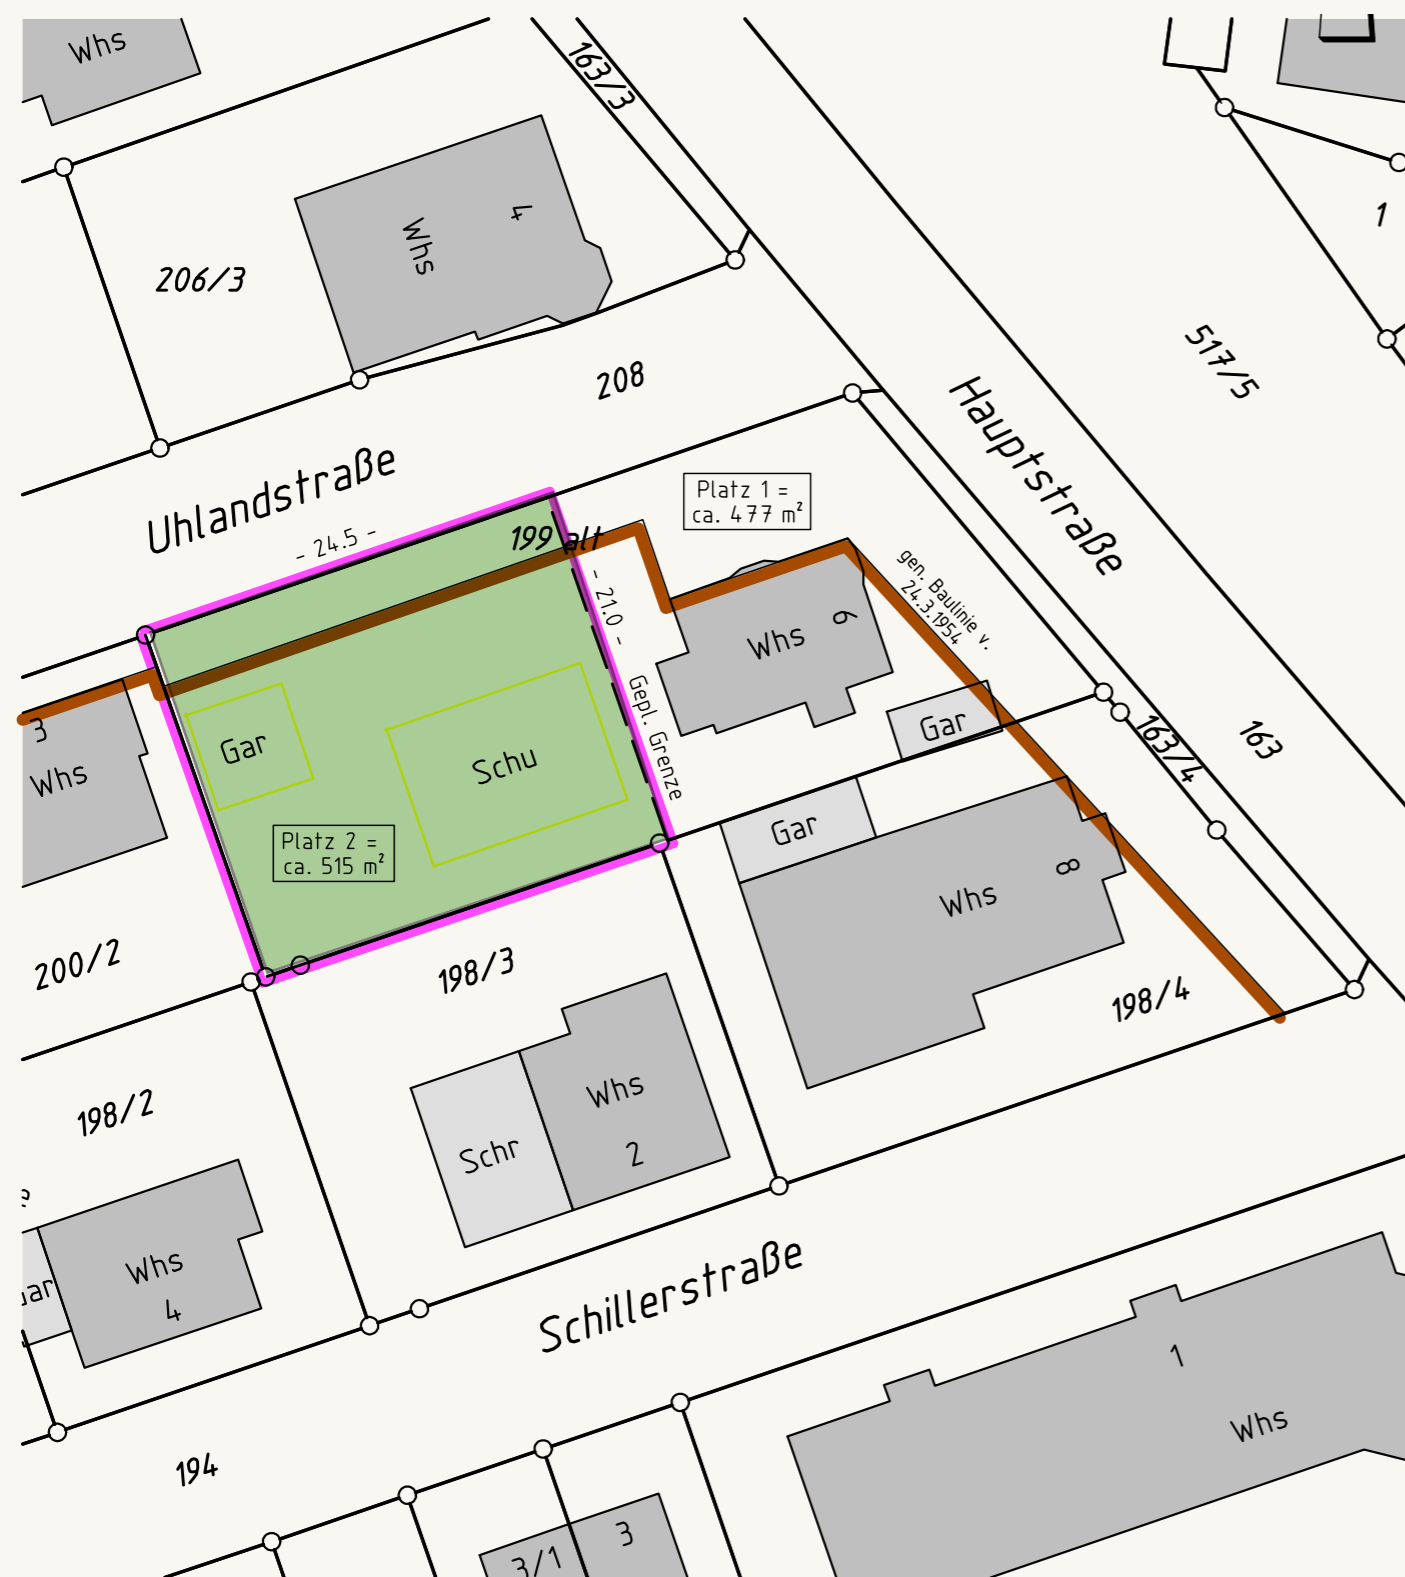 Whs
163/3
Whs
4
206/3
1
517/5
208
Hauptstraße
Uhlandstraße
- 24.5 -
199 alt
Platz 1 =
ca. 477 m²
gen. Baulinie v.
24.3.1954
- 21.0 -
Gepl. Grenze
Whs
6
3
Whs
Gar
Schu
Gar
163/4
163
Platz 2 =
ca. 515 m²
Gar
Whs
8
200/2
198/3
198/4
198/2
Whs
2
Schr
Whs
4
Gar
Schillerstraße
1
Whs
194
3
3/1